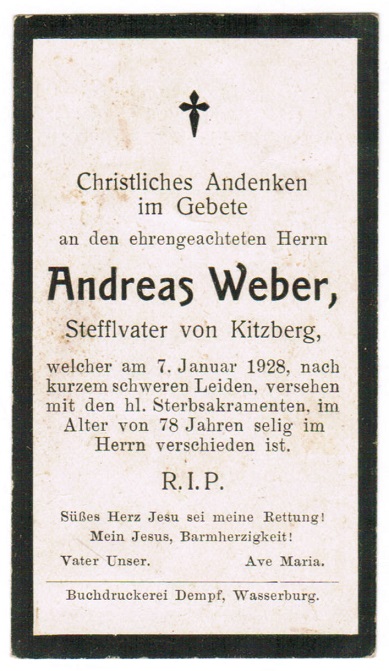 Christliches Andenken
im Gebete
an den ehrengeachteten Herrn
Andreas Weber,
Stefflvater von Kitzberg,
welcher am 7. Januar 1928, nach
kurzem schweren Leiden, versehen
mit den hl. Sterbsakramenten, im
Alter von 78 Jahren selig im
Herrn verschieden ist.
R.I.P.
Süßes Herz Jesu sei meine Rettung!
Mein Jesus, Barmherzigkeit!
Vater Unser. Ave Maria.
Buchdruckerei Dempf, Wasserburg.